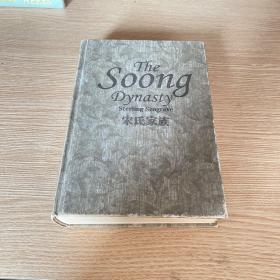 The
Soong
Dynasty
Sterling Seagrave
宋氏家族